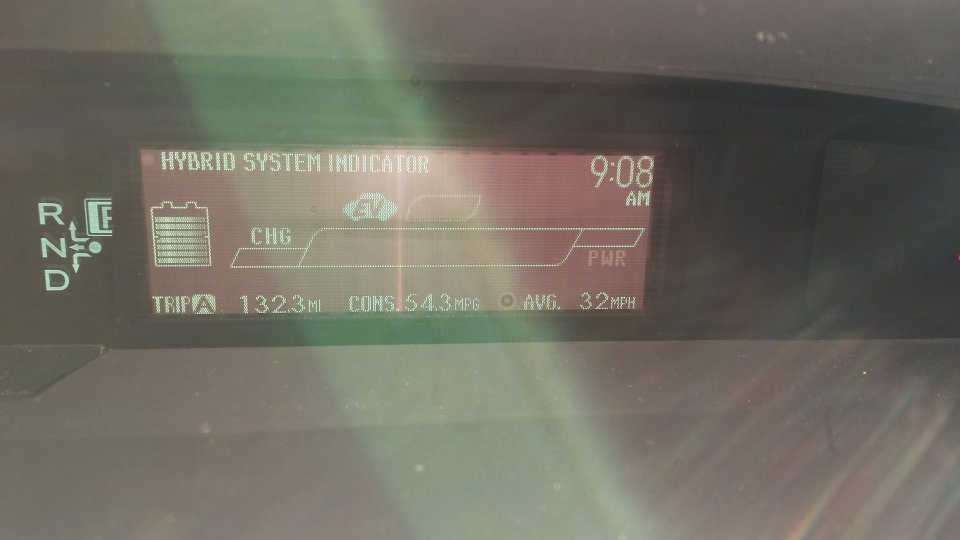 HYBRID SYSTEM INDICATOR
9:08
AM
R
N
D
EV
CHG
PWR
TRIP A 132.3 MI CONS. 54.3 MPG AVG. 32 MPH